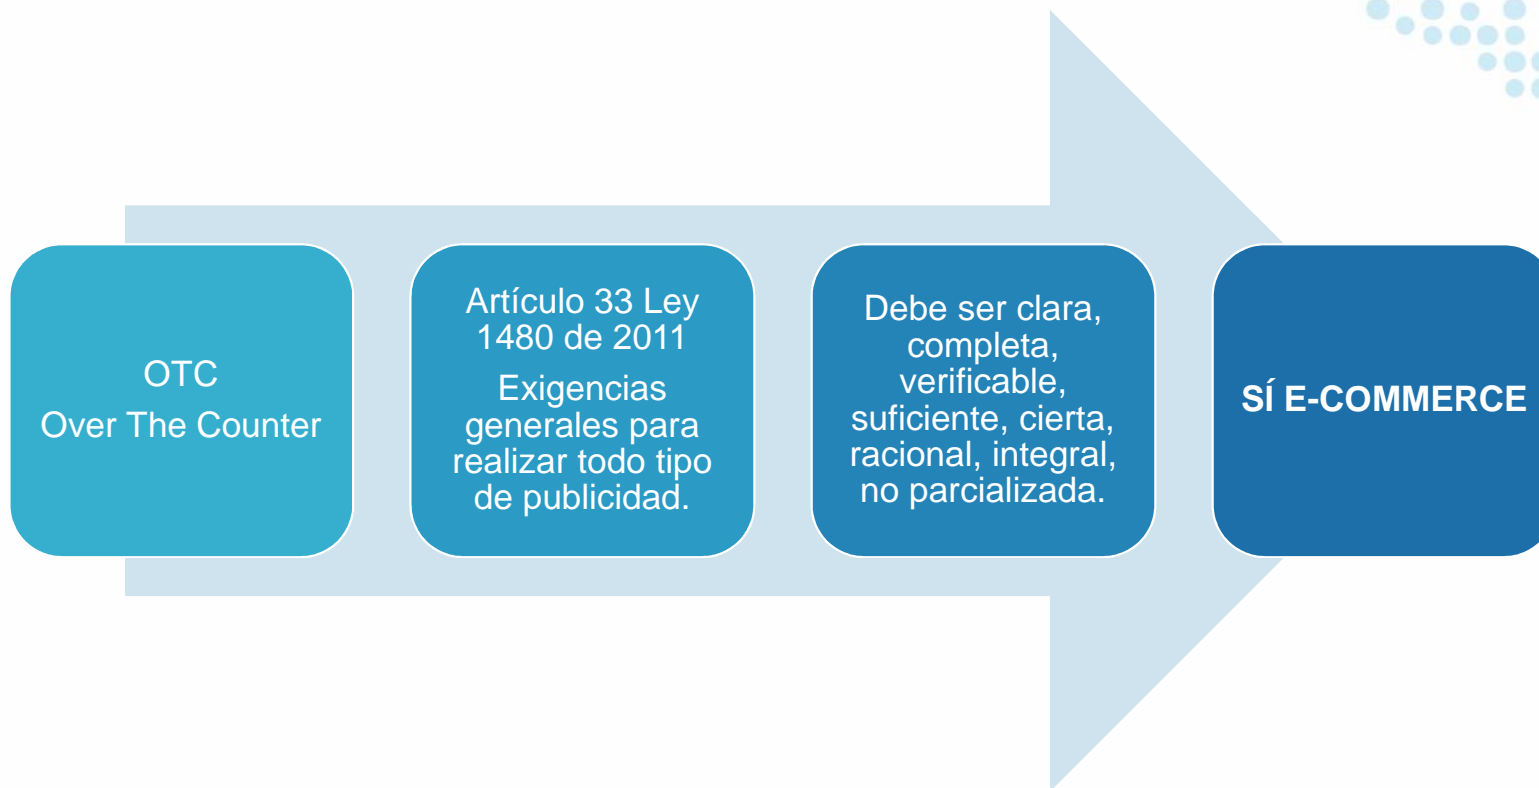 OTC
Over The Counter
Artículo 33 Ley
1480 de 2011
Exigencias
generales para
realizar todo tipo
de publicidad.
Debe ser clara,
completa,
verificable,
suficiente, cierta,
racional, integral,
no parcializada.
SÍ E-COMMERCE